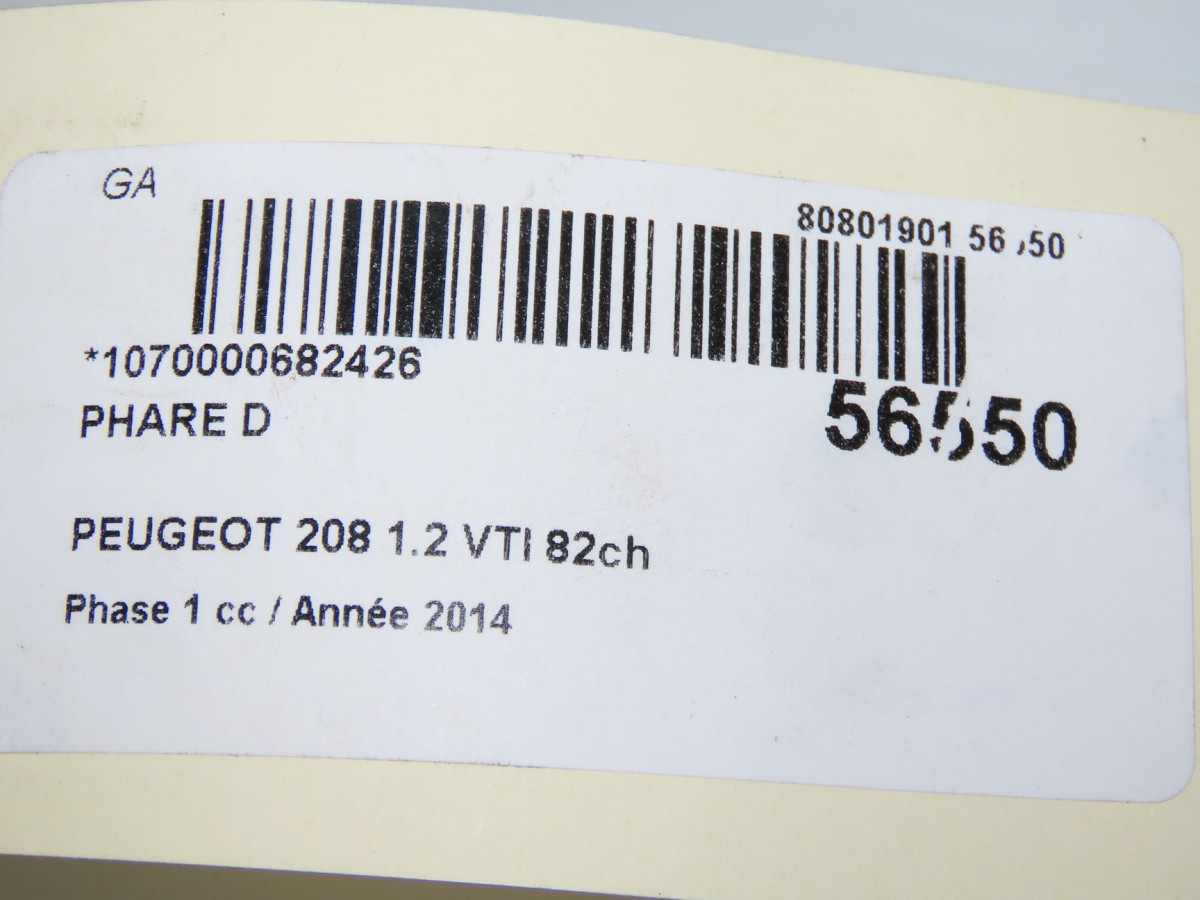 GA
80801901
*1070000682426
PHARE D
PEUGEOT 208 1.2 VTI 82ch
Phase 1 cc / Année 2014